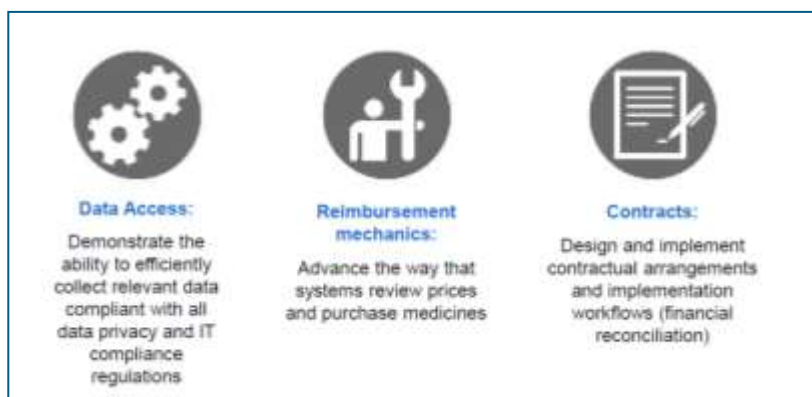 Data Access:
Demonstrate the
ability to efficiently
collect relevant data
compliant with all
data privacy and IT
compliance
regulations
Reimbursement
mechanics:
Advance the way that
systems review prices
and purchase medicines
Contracts:
Design and implement
contractual arrangements
and implementation
workflows (financial
reconciliation)